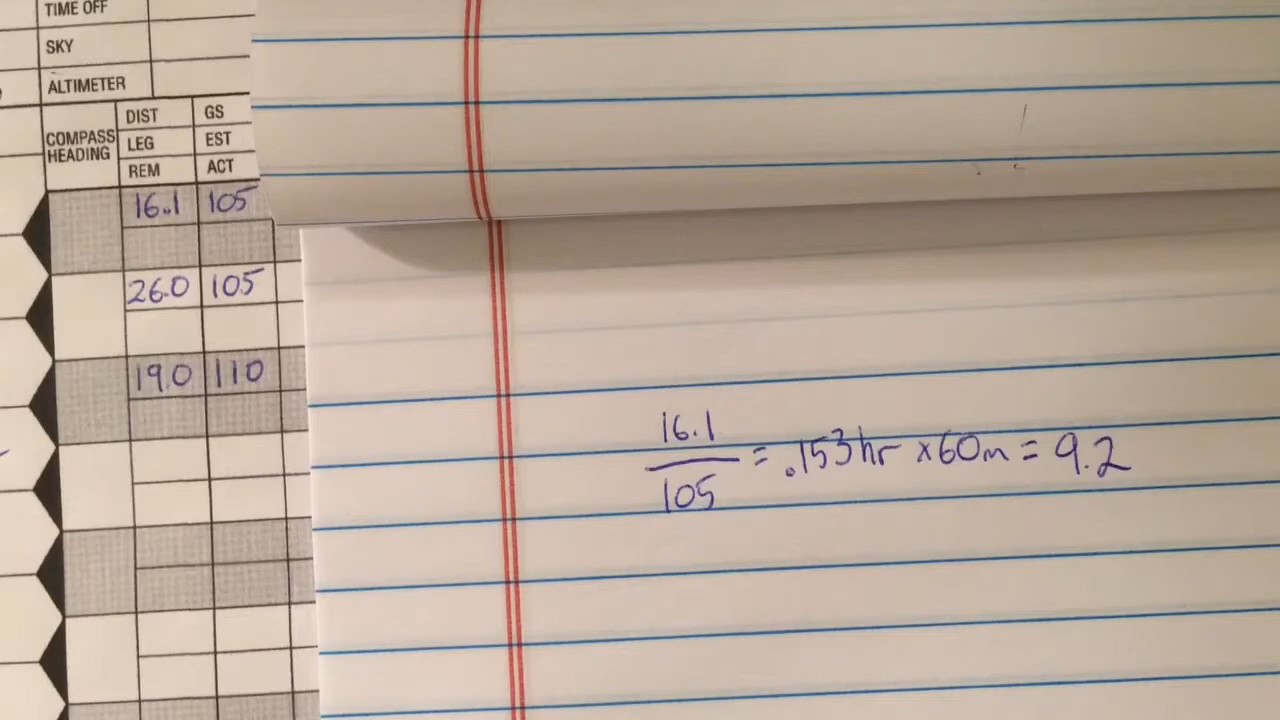 TIME OFF
SKY
ALTIMETER
COMPASS HEADING
DIST GS
LEG EST
REM ACT
16.1 105
26.0 105
19.0 110
16.1
105
= .153hr x60m = 9.2